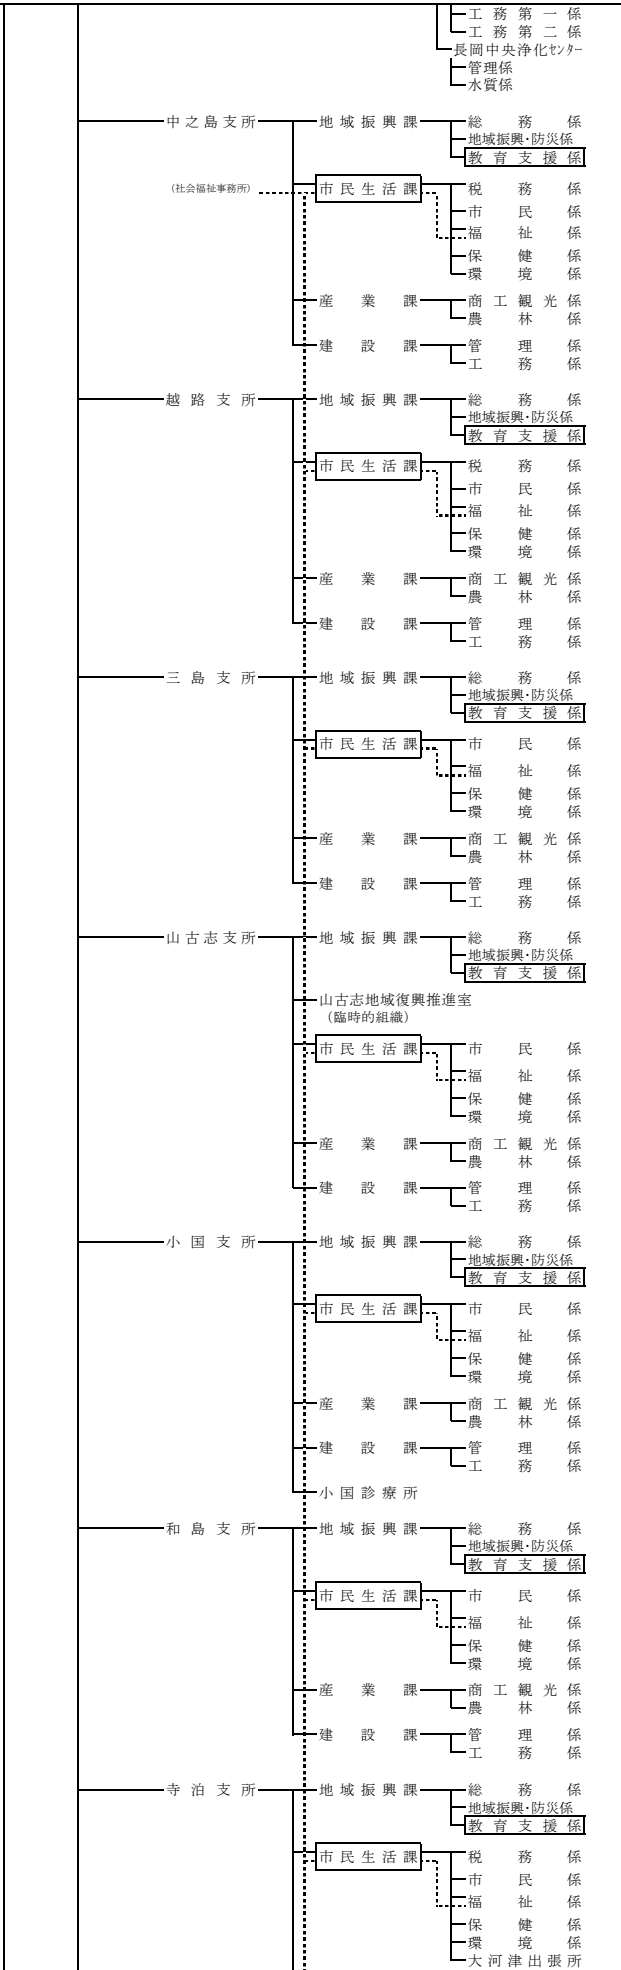 工務第一係
工務第二係
長岡中央浄化ｾﾝﾀｰ
管理係
水質係
中之島支所 地域振興課 総務係
地域振興・防災係
教育支援係
(社会福祉事務所) 市民生活課 税務係
市民係
福祉係
保健係
環境係
産業課 商工観光係
農林係
建設課 管理係
工務係
越路支所 地域振興課 総務係
地域振興・防災係
教育支援係
市民生活課 税務係
市民係
福祉係
保健係
環境係
産業課 商工観光係
農林係
建設課 管理係
工務係
三島支所 地域振興課 総務係
地域振興・防災係
教育支援係
市民生活課 市民係
福祉係
保健係
環境係
産業課 商工観光係
農林係
建設課 管理係
工務係
山古志支所 地域振興課 総務係
地域振興・防災係
教育支援係
山古志地域復興推進室
(臨時的組織)
市民生活課 市民係
福祉係
保健係
環境係
産業課 商工観光係
農林係
建設課 管理係
工務係
小国支所 地域振興課 総務係
地域振興・防災係
教育支援係
市民生活課 市民係
福祉係
保健係
環境係
産業課 商工観光係
農林係
建設課 管理係
工務係
小国診療所
和島支所 地域振興課 総務係
地域振興・防災係
教育支援係
市民生活課 市民係
福祉係
保健係
環境係
産業課 商工観光係
農林係
建設課 管理係
工務係
寺泊支所 地域振興課 総務係
地域振興・防災係
教育支援係
市民生活課 税務係
市民係
福祉係
保健係
環境係
大河津出張所